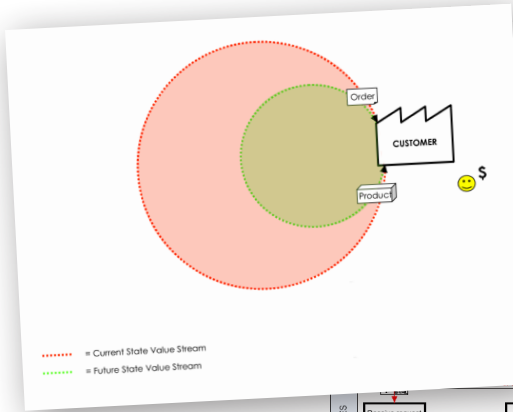 Order
CUSTOMER
$
Product
= Current State Value Stream
= Future State Value Stream